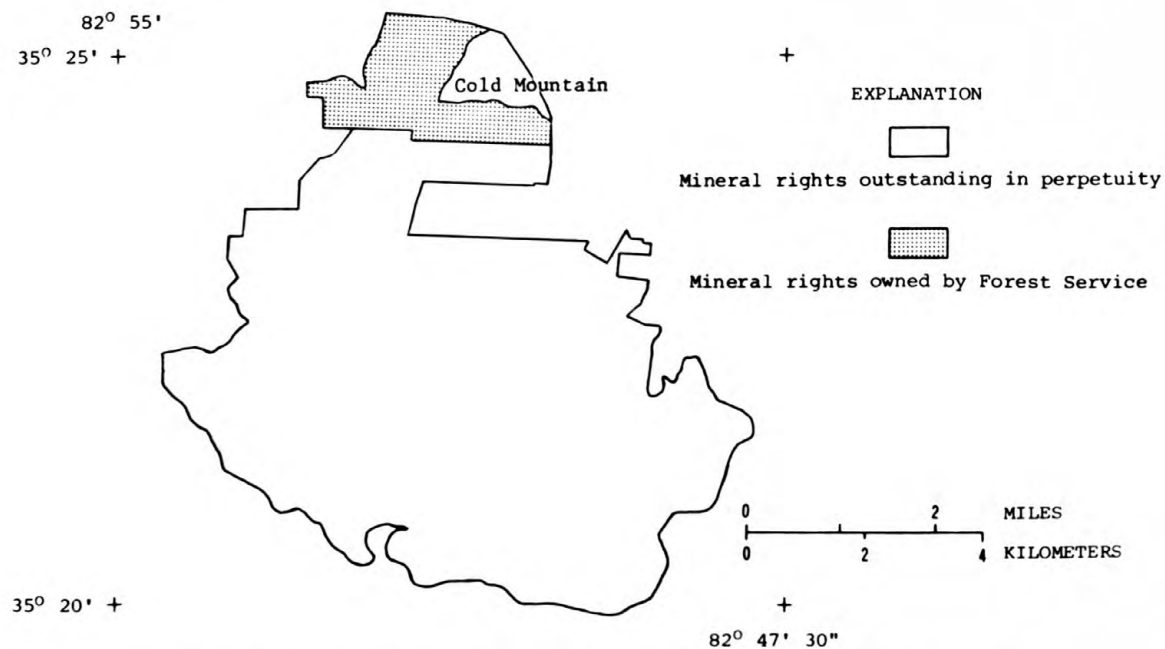 82° 55'
35° 25' +
+
Cold Mountain
EXPLANATION
Mineral rights outstanding in perpetuity
Mineral rights owned by Forest Service
0 2 MILES
0 2 4 KILOMETERS
35° 20' +
+
82° 47' 30"